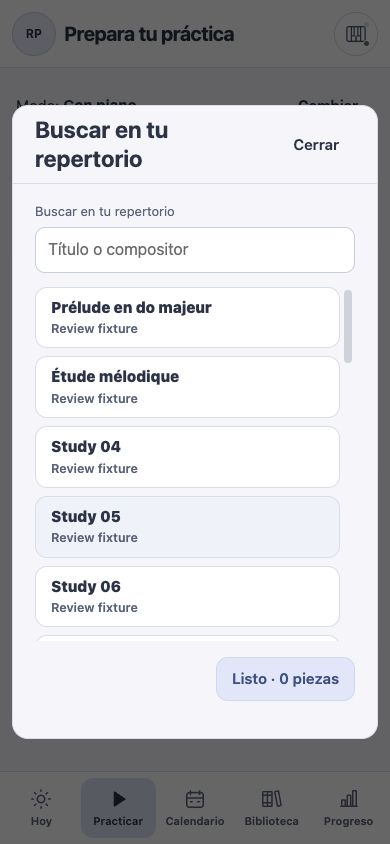 RP
Prepara tu práctica
Modo: Con piano
Cambiar
Buscar en tu
repertorio
Cerrar
Buscar en tu repertorio
Título o compositor
Prélude en do majeur
Review fixture
Étude mélodique
Review fixture
Study 04
Review fixture
Study 05
Review fixture
Study 06
Review fixture
Listo · 0 piezas
Hoy
Practicar
Calendario
Biblioteca
Progreso